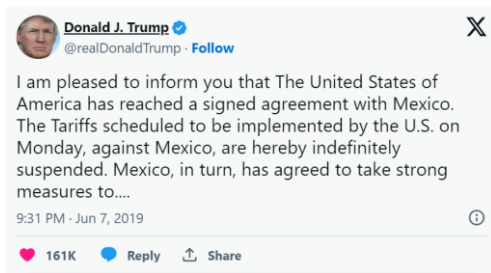 Donald J. Trump
@realDonaldTrump · Follow
I am pleased to inform you that The United States of
America has reached a signed agreement with Mexico.
The Tariffs scheduled to be implemented by the U.S. on
Monday, against Mexico, are hereby indefinitely
suspended. Mexico, in turn, has agreed to take strong
measures to....
9:31 PM · Jun 7, 2019
161K Reply Share